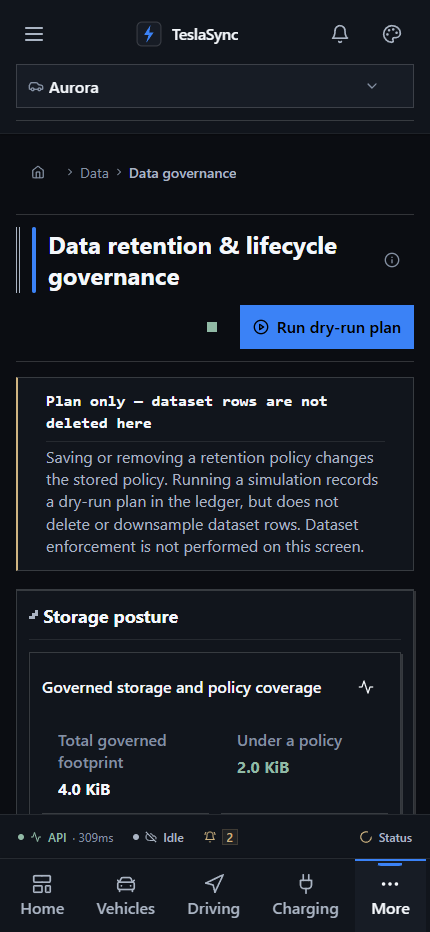 TeslaSync
Aurora
Data
Data governance
Data retention & lifecycle
governance
Run dry-run plan
Plan only — dataset rows are not
deleted here
Saving or removing a retention policy changes
the stored policy. Running a simulation records
a dry-run plan in the ledger, but does not
delete or downsample dataset rows. Dataset
enforcement is not performed on this screen.
Storage posture
Governed storage and policy coverage
Total governed
footprint
4.0 KiB
Under a policy
2.0 KiB
API · 309ms
Idle
2
Status
Home
Vehicles
Driving
Charging
More